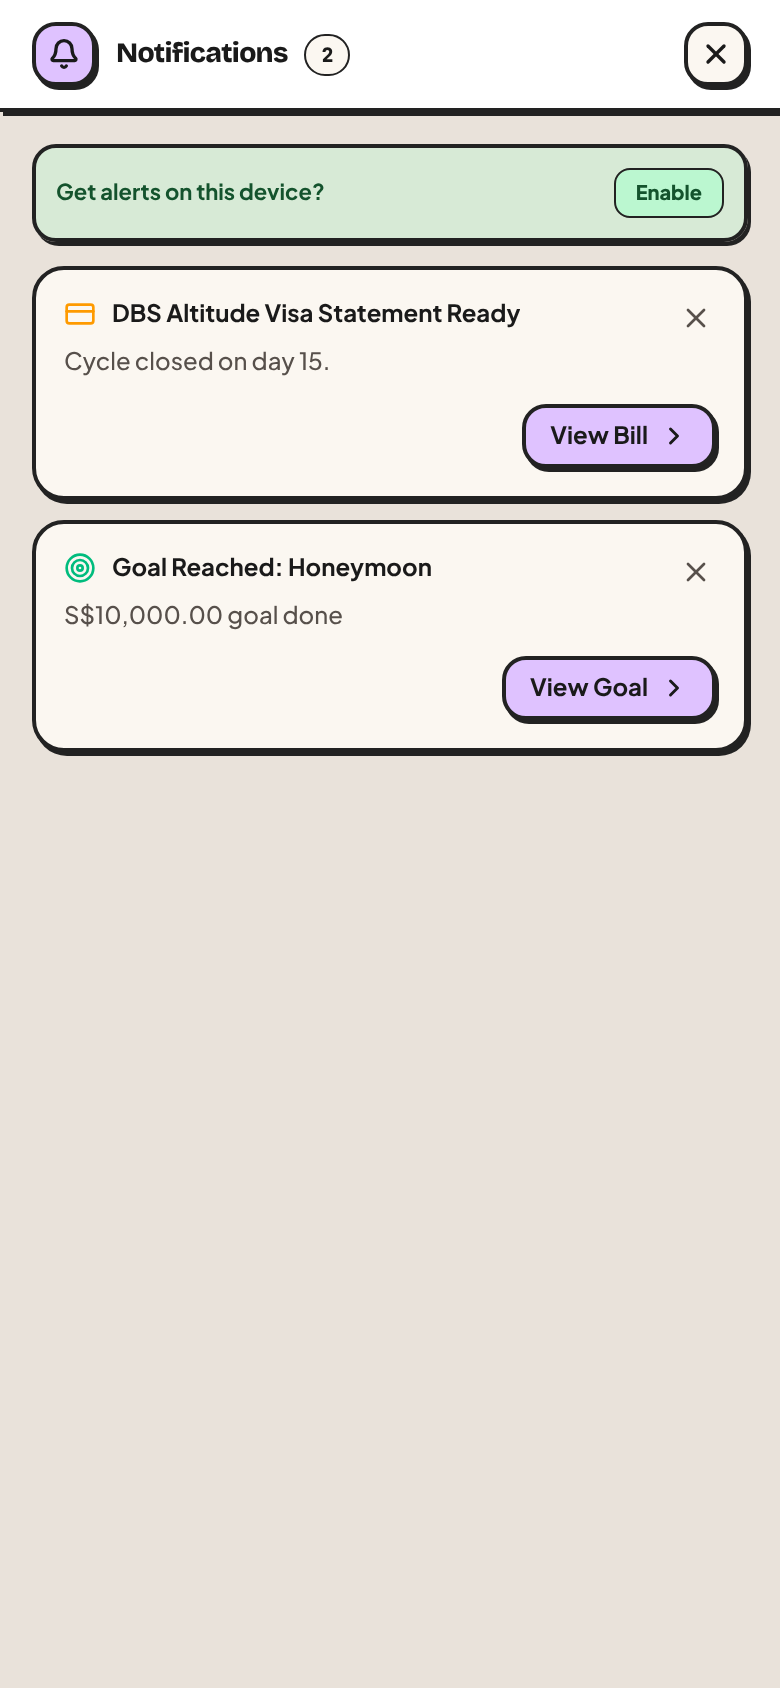 Notifications 2
Get alerts on this device? Enable
DBS Altitude Visa Statement Ready
Cycle closed on day 15.
View Bill
Goal Reached: Honeymoon
S$10,000.00 goal done
View Goal